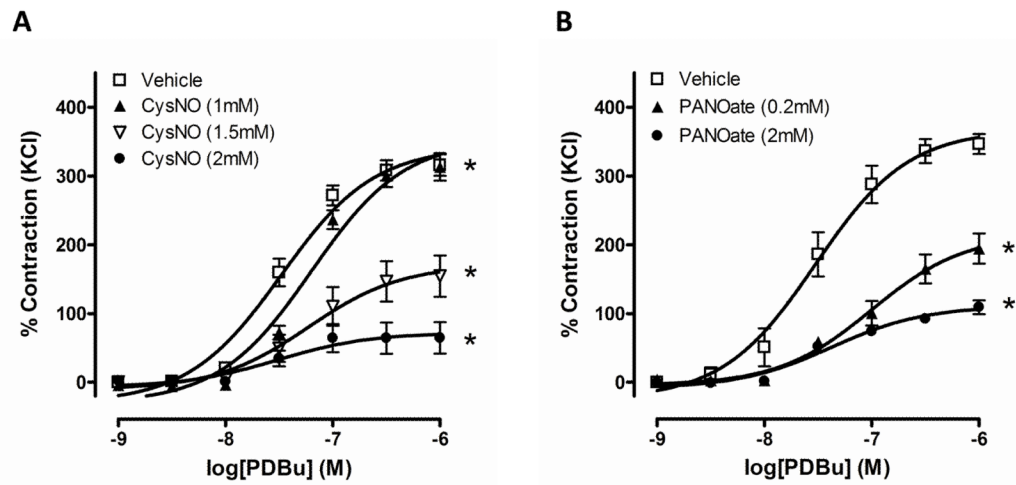 A
Vehicle
CysNO (1mM)
CysNO (1.5mM)
CysNO (2mM)
% Contraction (KCl)
400
300
200
100
0
*
*
*
-9
-8
-7
-6
log[PDBu] (M)
B
Vehicle
PANOate (0.2mM)
PANOate (2mM)
% Contraction (KCl)
400
300
200
100
0
*
*
-9
-8
-7
-6
log[PDBu] (M)